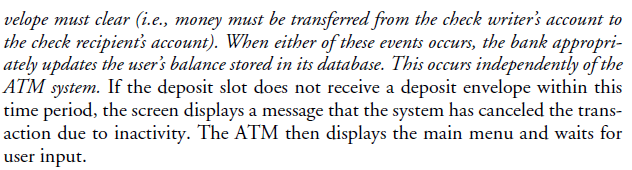 velope must clear (i.e., money must be transferred from the check writer's account to
the check recipient's account). When either of these events occurs, the bank appropri-
ately updates the user's balance stored in its database. This occurs independently of the
ATM system. If the deposit slot does not receive a deposit envelope within this
time period, the screen displays a message that the system has canceled the trans-
action due to inactivity. The ATM then displays the main menu and waits for
user input.